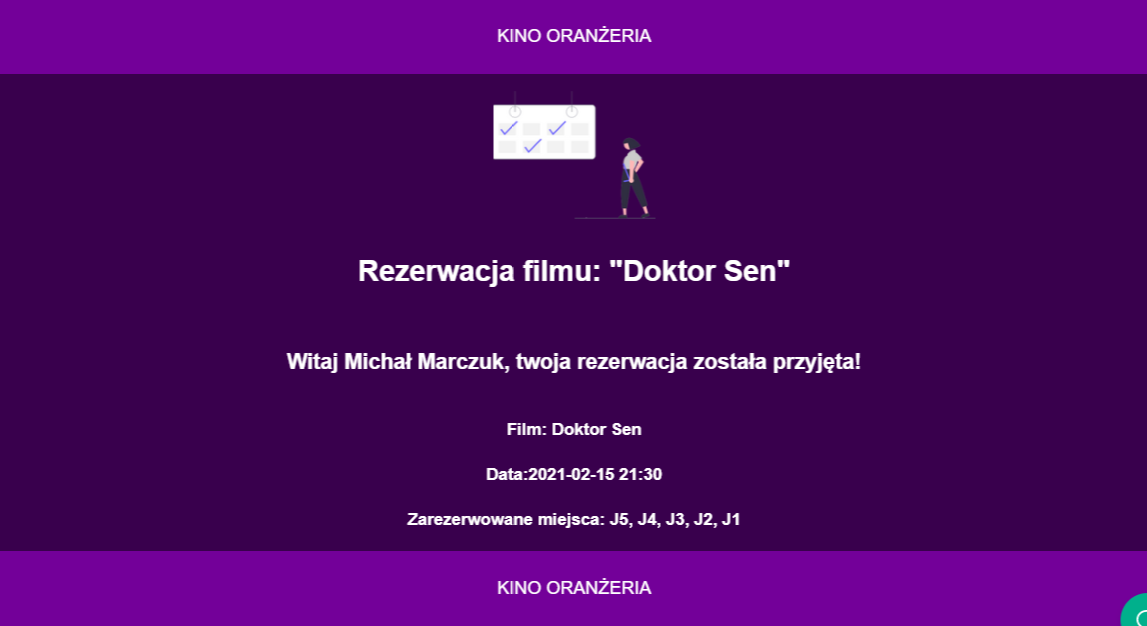 KINO ORANŻERIA
Rezerwacja filmu: "Doktor Sen"
Witaj Michał Marczuk, twoja rezerwacja została przyjęta!
Film: Doktor Sen
Data:2021-02-15 21:30
Zarezerwowane miejsca: J5, J4, J3, J2, J1
KINO ORANŻERIA